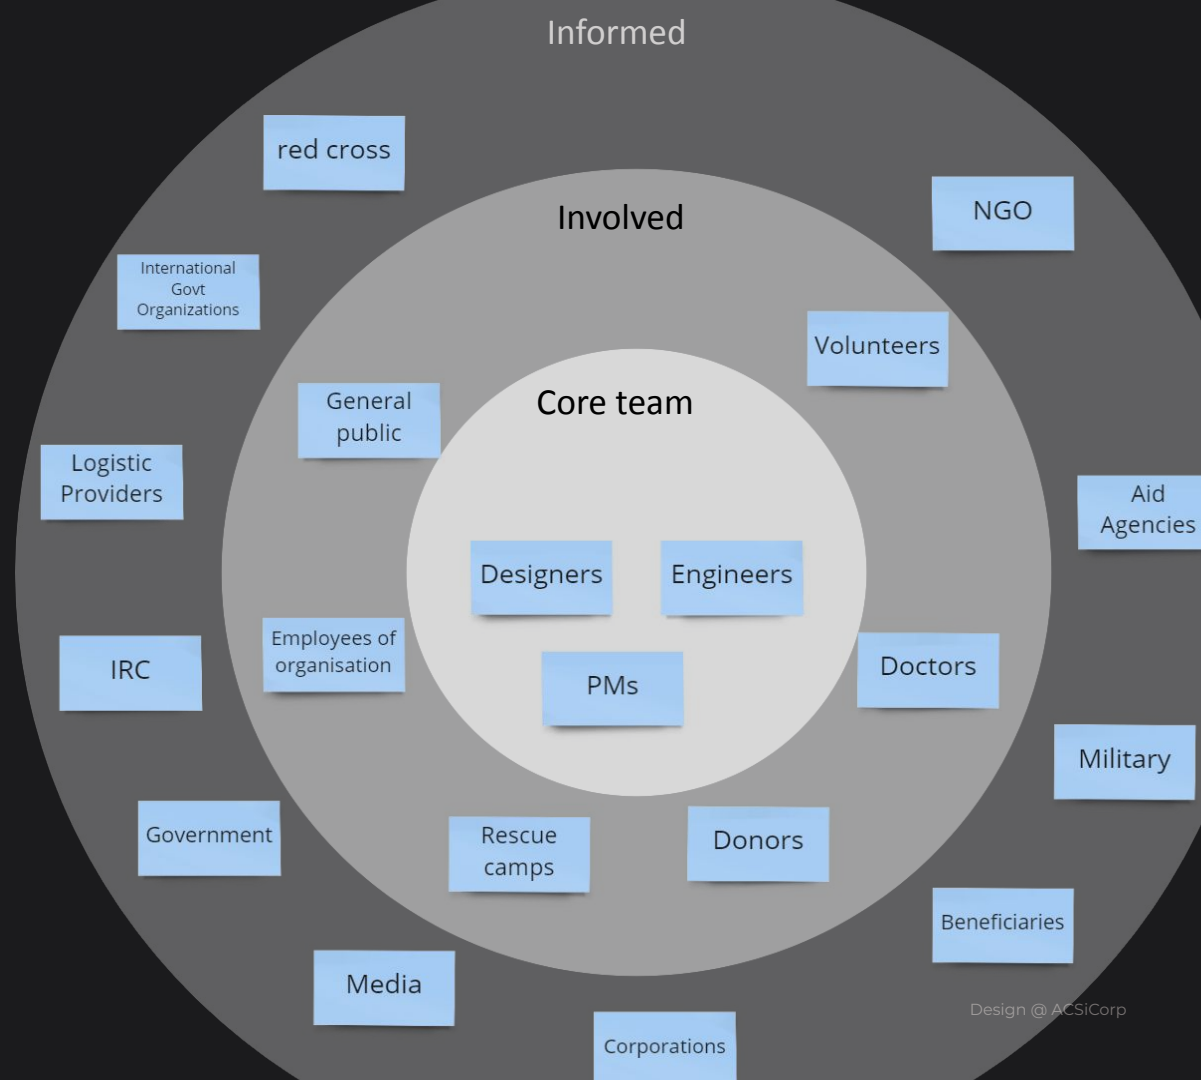 Informed
red cross
NGO
Involved
International
Govt
Organizations
Volunteers
General
public
Core team
Logistic
Providers
Aid
Agencies
Designers
Engineers
Employees of
organisation
IRC
PMs
Doctors
Military
Government
Rescue
camps
Donors
Beneficiaries
Media
Design @ ACSiCorp
Corporations